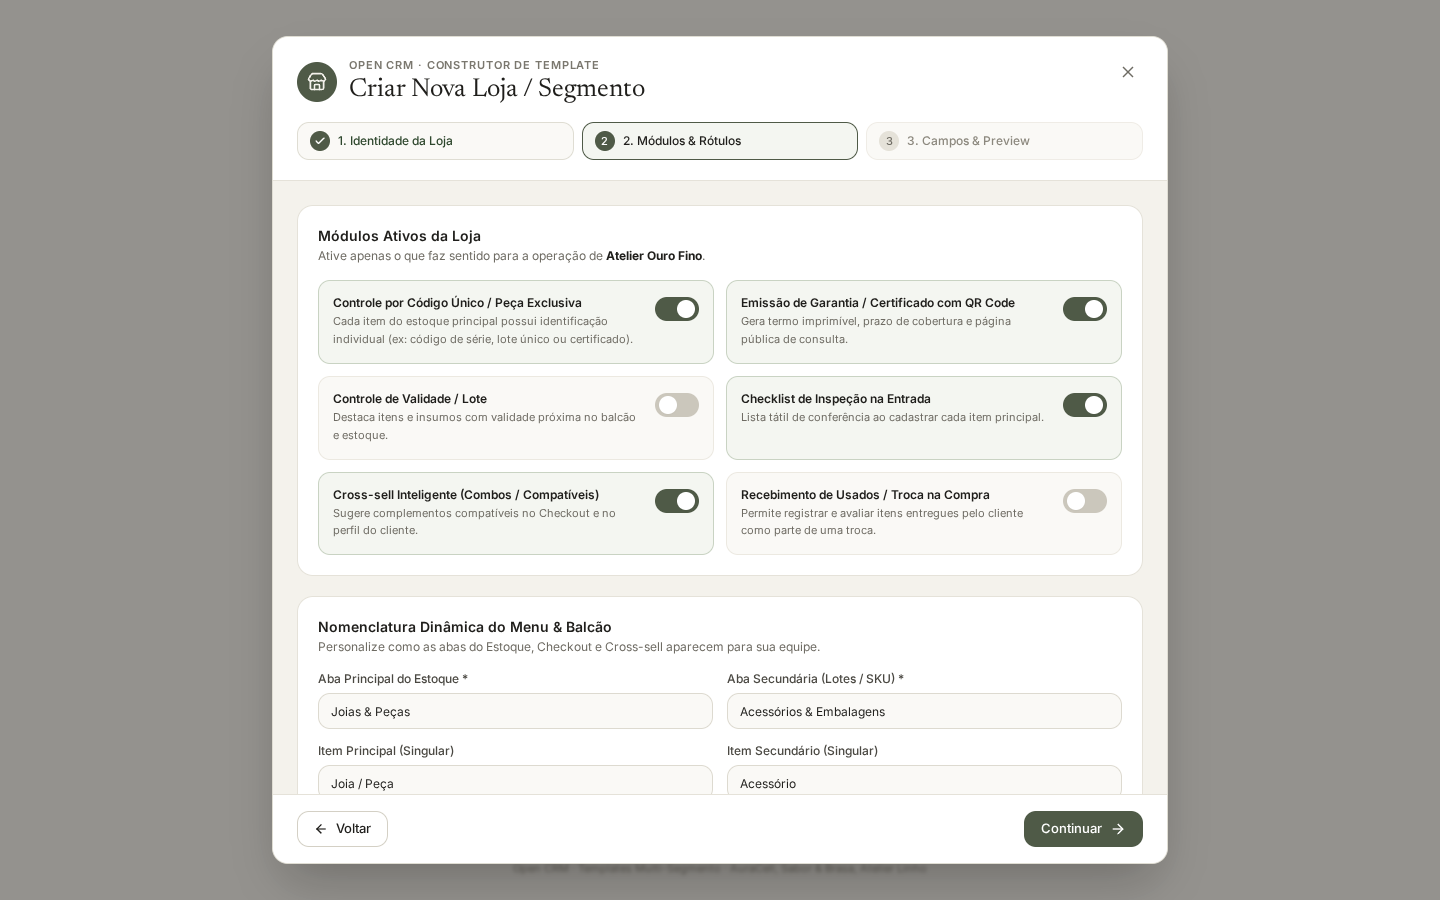 OPEN CRM · CONSTRUTOR DE TEMPLATE
Criar Nova Loja / Segmento
1. Identidade da Loja
2
2. Módulos & Rótulos
3
3. Campos & Preview
Módulos Ativos da Loja
Ative apenas o que faz sentido para a operação de Atelier Ouro Fino.
Controle por Código Único / Peça Exclusiva
Cada item do estoque principal possui identificação
individual (ex: código de série, lote único ou certificado).
Emissão de Garantia / Certificado com QR Code
Gera termo imprimível, prazo de cobertura e página
pública de consulta.
Controle de Validade / Lote
Destaca itens e insumos com validade próxima no balcão
e estoque.
Checklist de Inspeção na Entrada
Lista tátil de conferência ao cadastrar cada item principal.
Cross-sell Inteligente (Combos / Compatíveis)
Sugere complementos compatíveis no Checkout e no
perfil do cliente.
Recebimento de Usados / Troca na Compra
Permite registrar e avaliar itens entregues pelo cliente
como parte de uma troca.
Nomenclatura Dinâmica do Menu & Balcão
Personalize como as abas do Estoque, Checkout e Cross-sell aparecem para sua equipe.
Aba Principal do Estoque *
Joias & Peças
Aba Secundária (Lotes / SKU) *
Acessórios & Embalagens
Item Principal (Singular)
Joia / Peça
Item Secundário (Singular)
Acessório
Voltar
Continuar